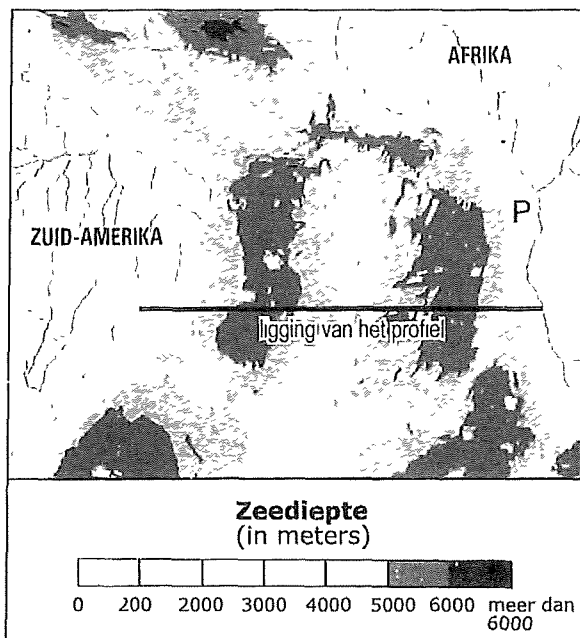 AFRIKA
P
ZUID-AMERIKA
ligging van het profiel
Zeediepte
(in meters)
0 200 2000 3000 4000 5000 6000 meer dan
6000